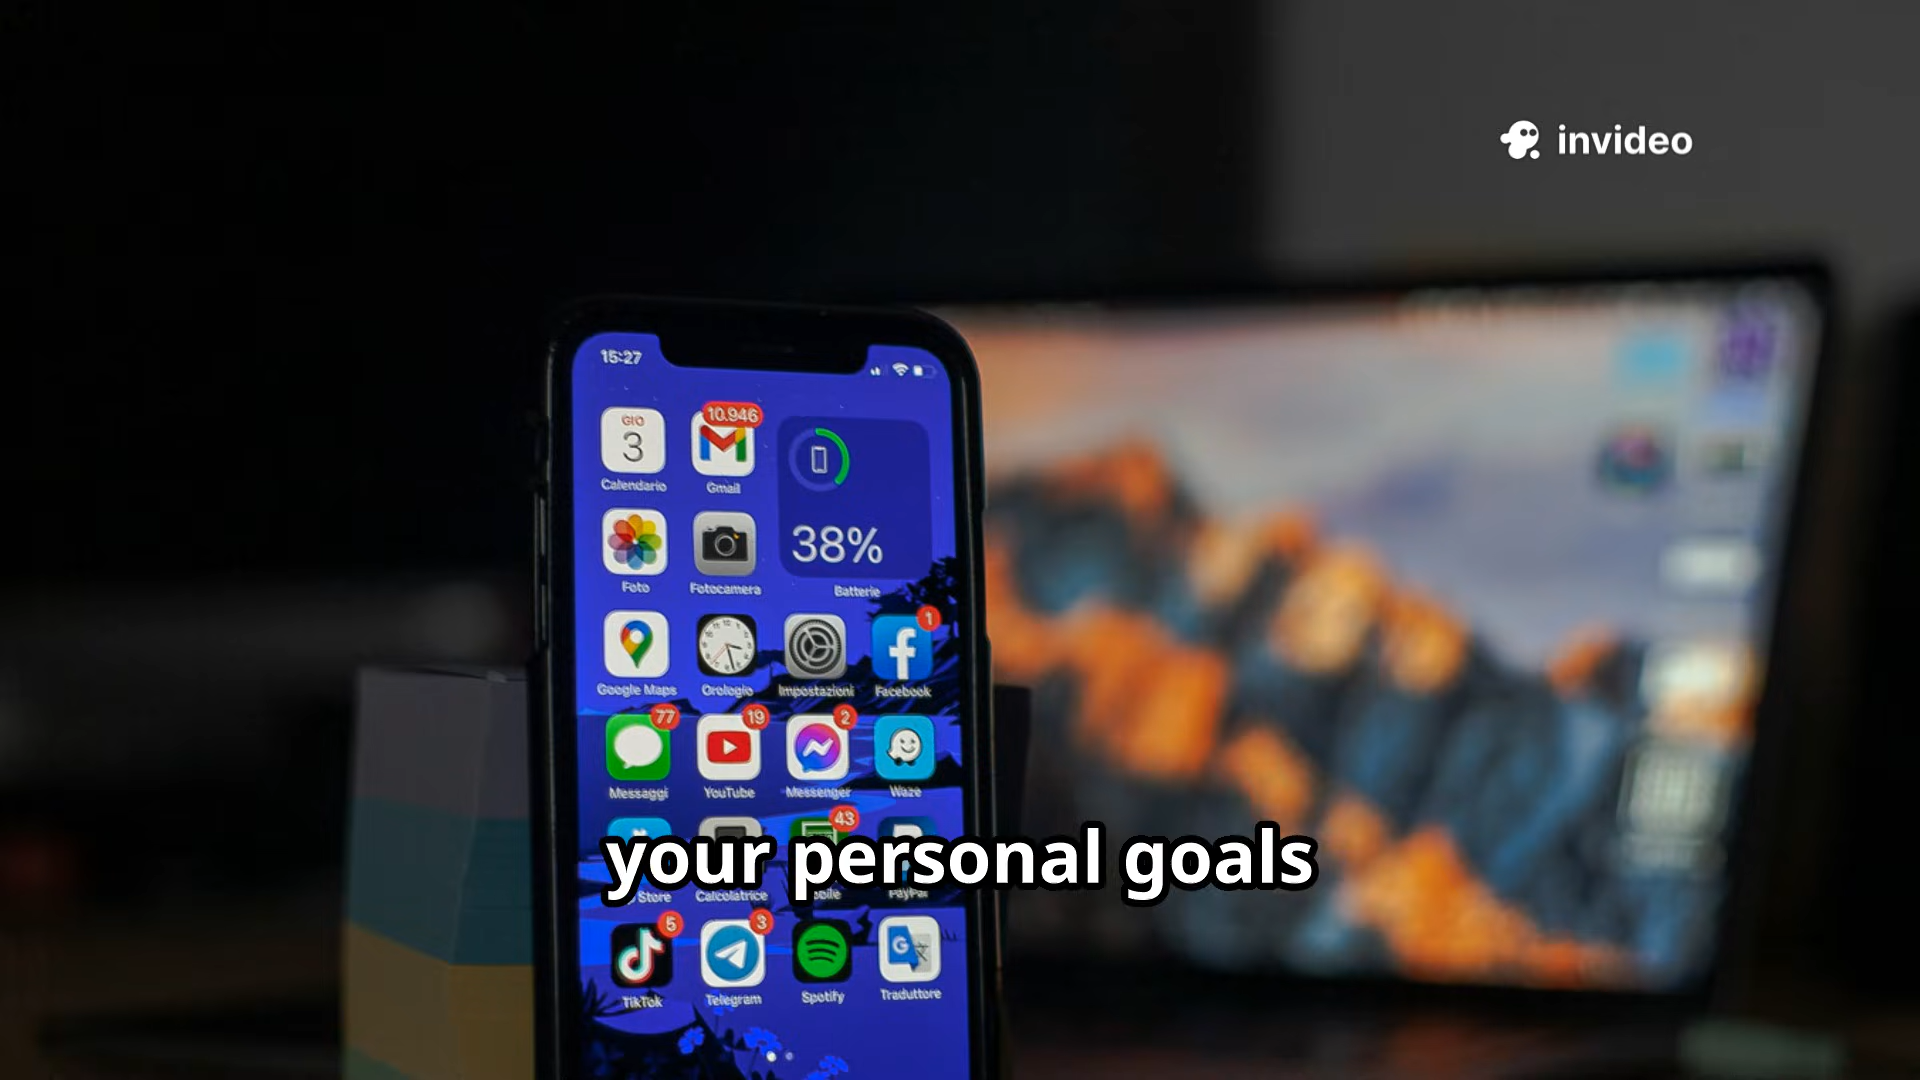 invideo
15:27
GIO
3
10.946
Calendario
Gmail
38%
Foto
Fotocamera
Batterie
1
Google Maps
Orologio
Impostazioni
Facebook
77
19
2
Messaggi
YouTube
Messenger
Waze
43
your personal goals
Store
Calcolatrice
PayPal
5
3
TikTok
Telegram
Spotify
Traduttore